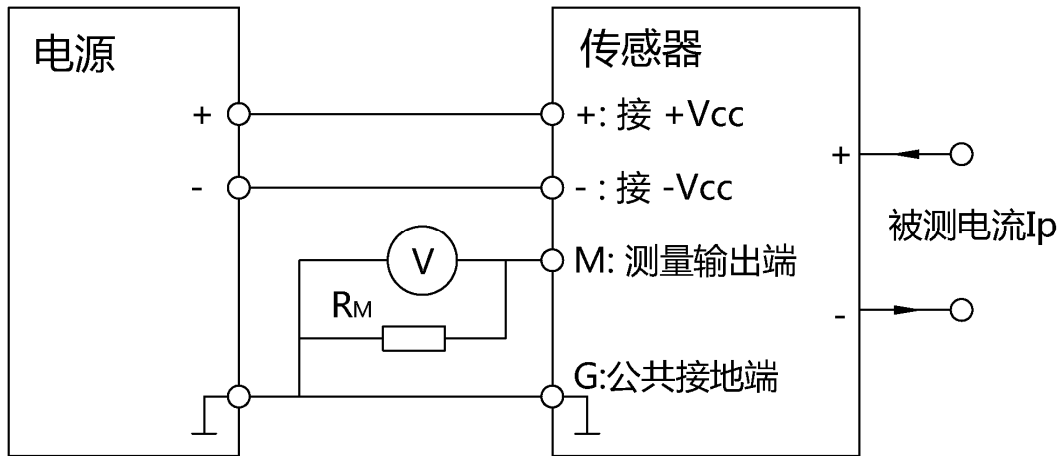 电源
传感器
+
+: 接 +Vcc
+
-
- : 接 -Vcc
被测电流Ip
V
M: 测量输出端
RM
-
G:公共接地端